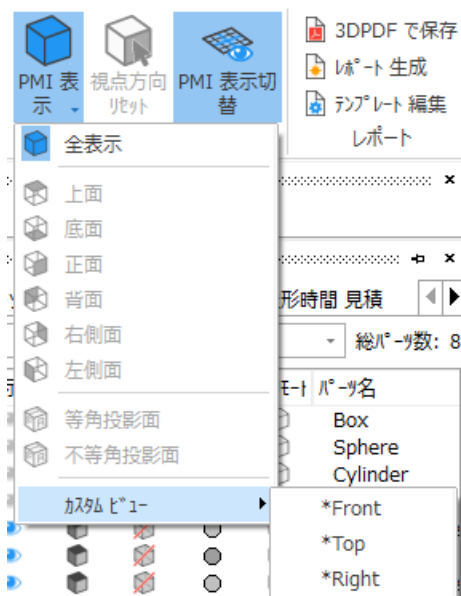 PMI 表
示
視点方向
ﾘｾｯﾄ
PMI 表示切
替
3DPDF で保存
ﾚﾎﾟｰﾄ 生成
ﾃﾝﾌﾟﾚｰﾄ 編集
レポート
全表示
上面
底面
正面
背面
右側面
左側面
等角投影面
不等角投影面
ｶｽﾀﾑ ﾋﾞｭｰ
形時間 見積
総ﾊﾟｰﾂ数: 8
ﾓｰﾄ ﾊﾟｰﾂ名
Box
Sphere
Cylinder
*Front
*Top
*Right